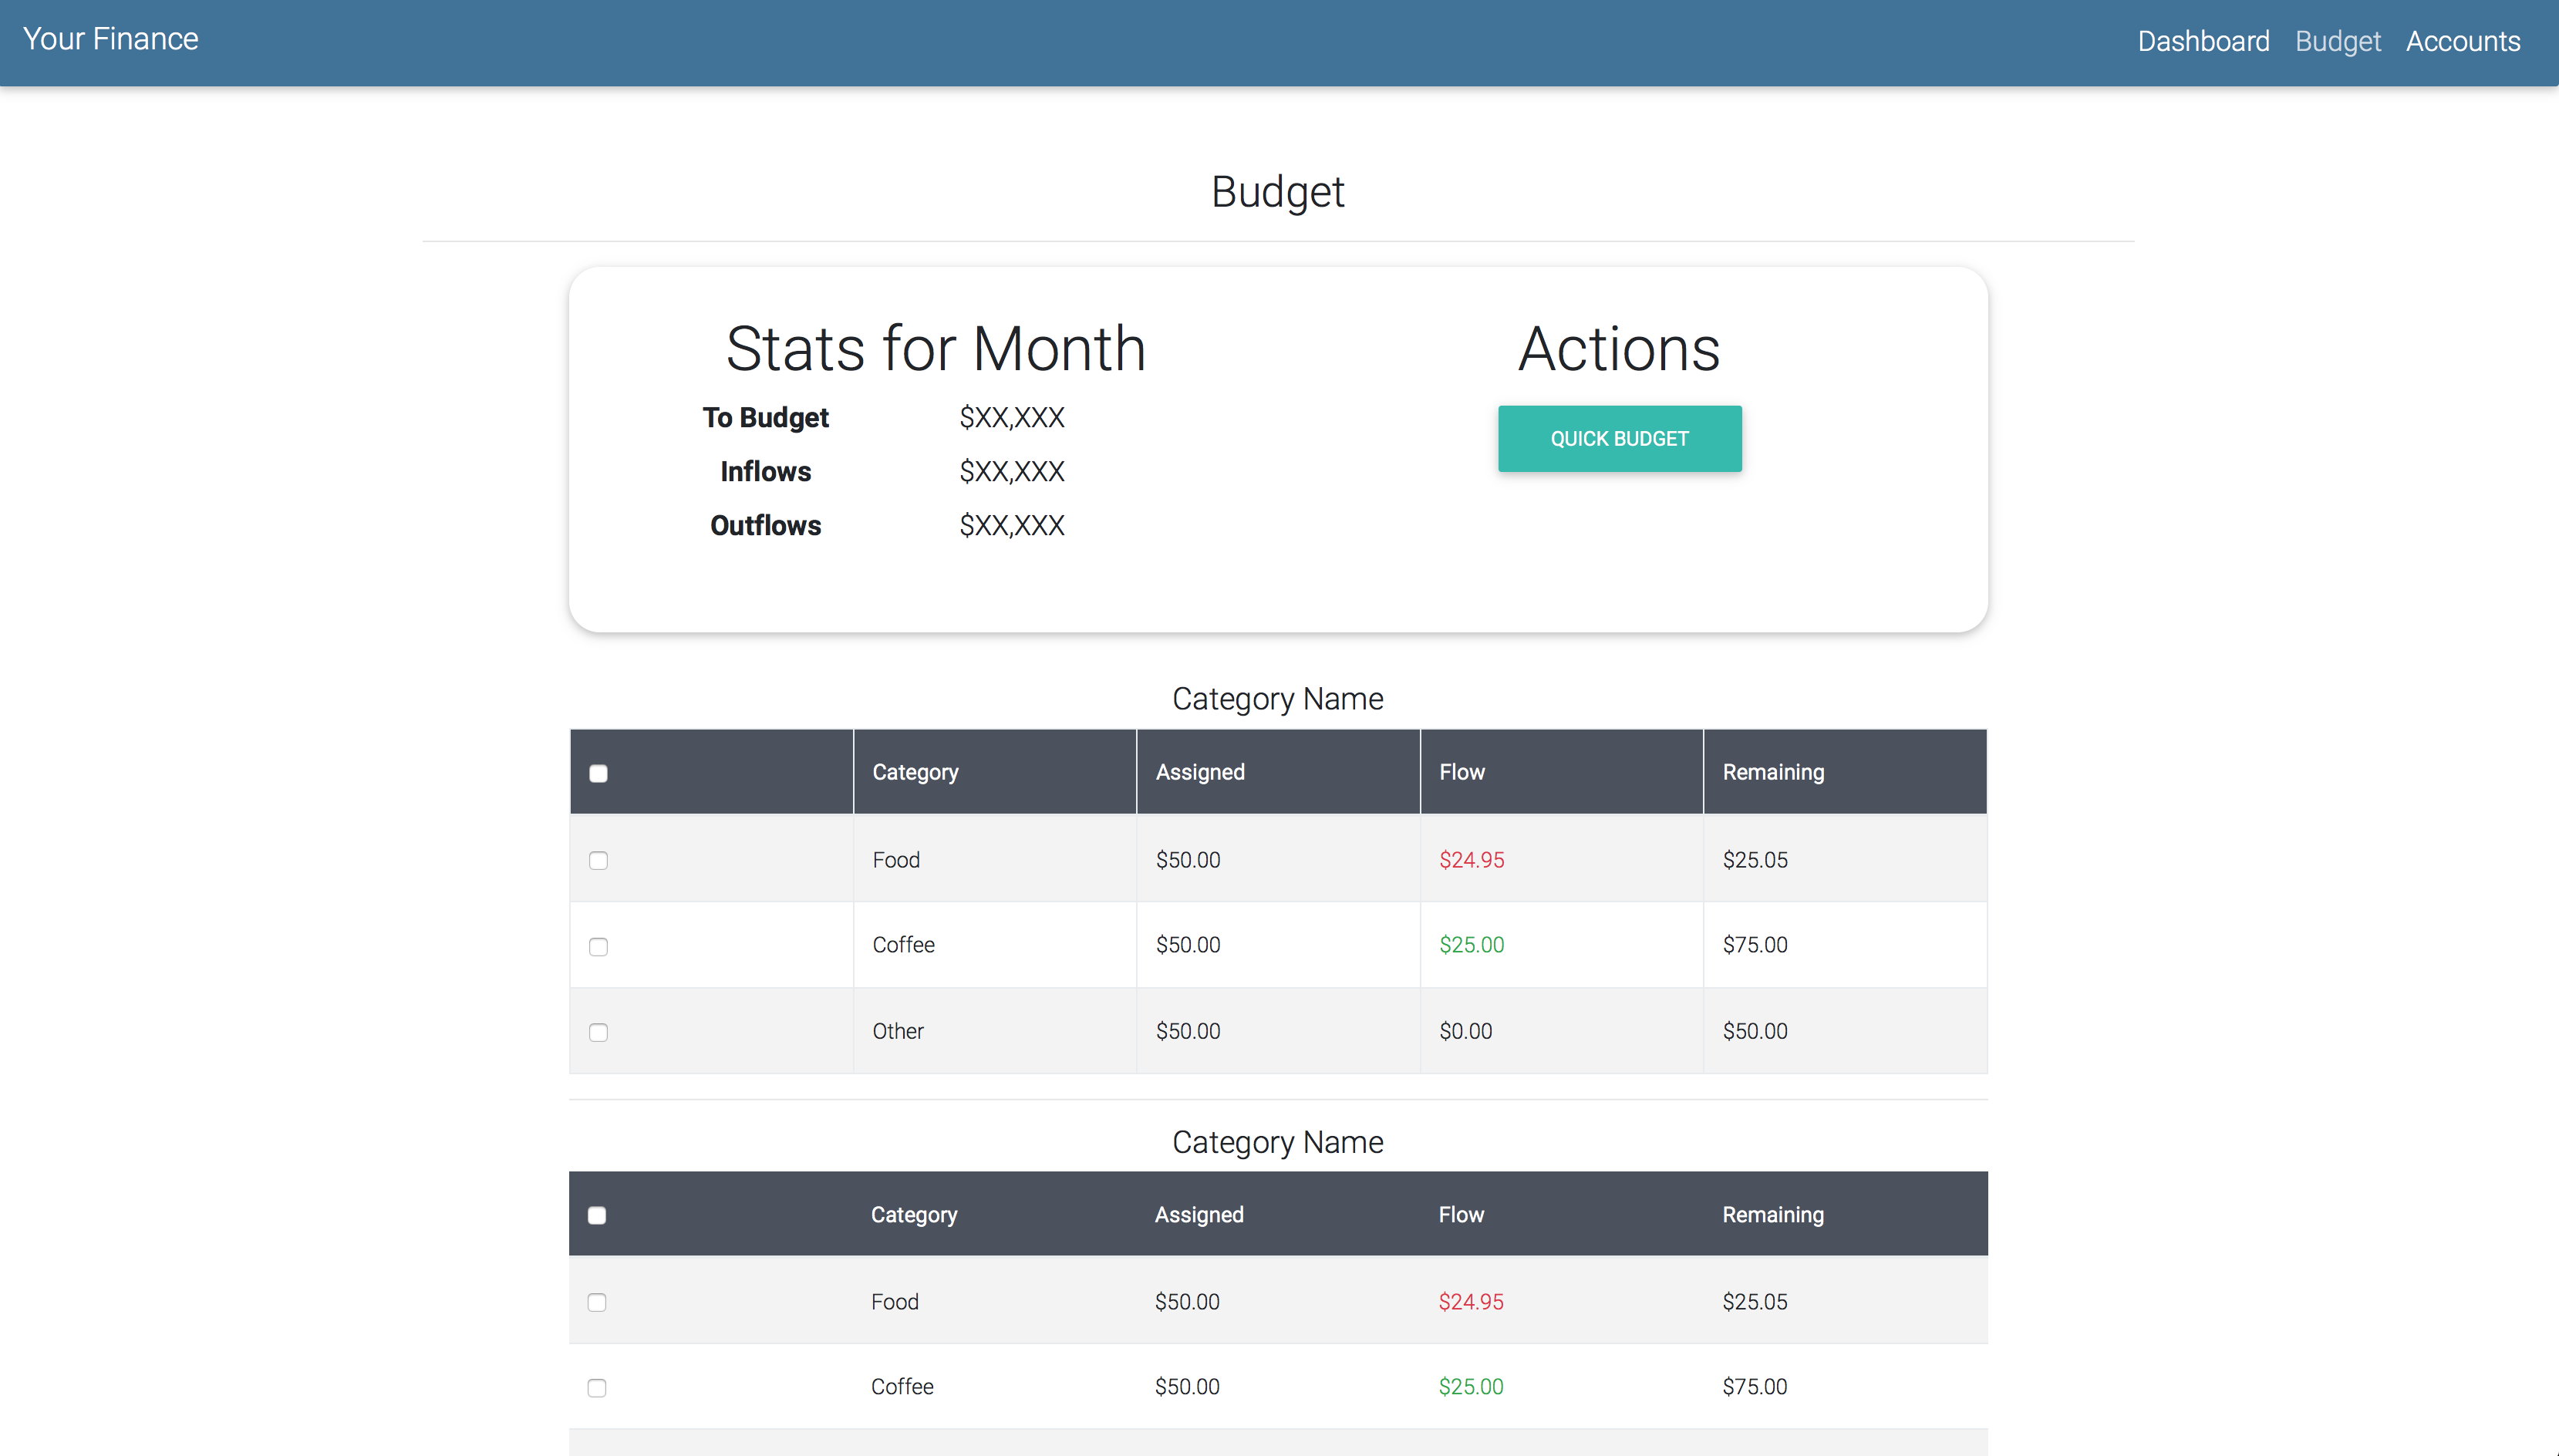 Your Finance
Dashboard Budget Accounts
Budget
Stats for Month
To Budget $XX,XXX
Inflows $XX,XXX
Outflows $XX,XXX
Actions
QUICK BUDGET
Category Name
Category Assigned Flow Remaining
Food $50.00 $24.95 $25.05
Coffee $50.00 $25.00 $75.00
Other $50.00 $0.00 $50.00
Category Name
Category Assigned Flow Remaining
Food $50.00 $24.95 $25.05
Coffee $50.00 $25.00 $75.00